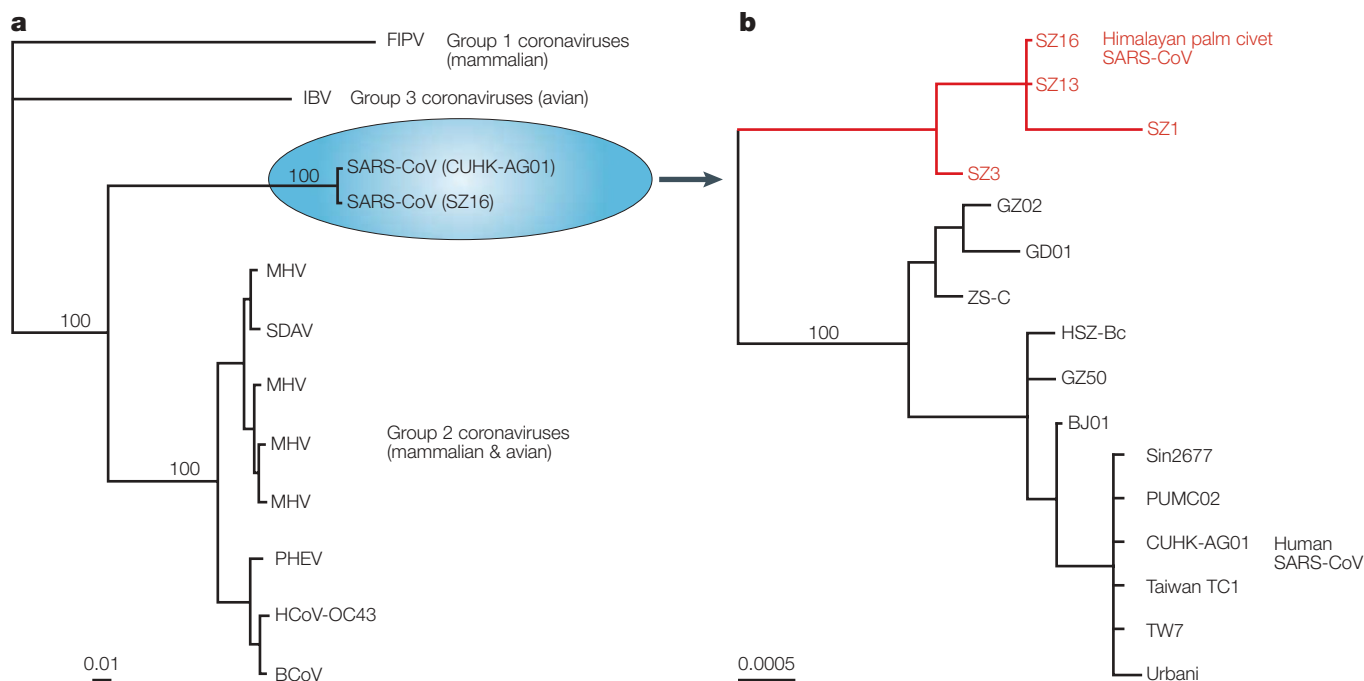 a
FIPV
Group 1 coronaviruses
(mammalian)
IBV
Group 3 coronaviruses (avian)
100
SARS-CoV (CUHK-AG01)
SARS-CoV (SZ16)
MHV
100
SDAV
MHV
Group 2 coronaviruses
(mammalian & avian)
MHV
100
MHV
PHEV
HCoV-OC43
0.01
BCoV
b
SZ16
Himalayan palm civet
SARS-CoV
SZ13
SZ1
SZ3
GZ02
GD01
ZS-C
100
HSZ-Bc
GZ50
BJ01
Sin2677
PUMC02
CUHK-AG01
Human
SARS-CoV
Taiwan TC1
TW7
0.0005
Urbani